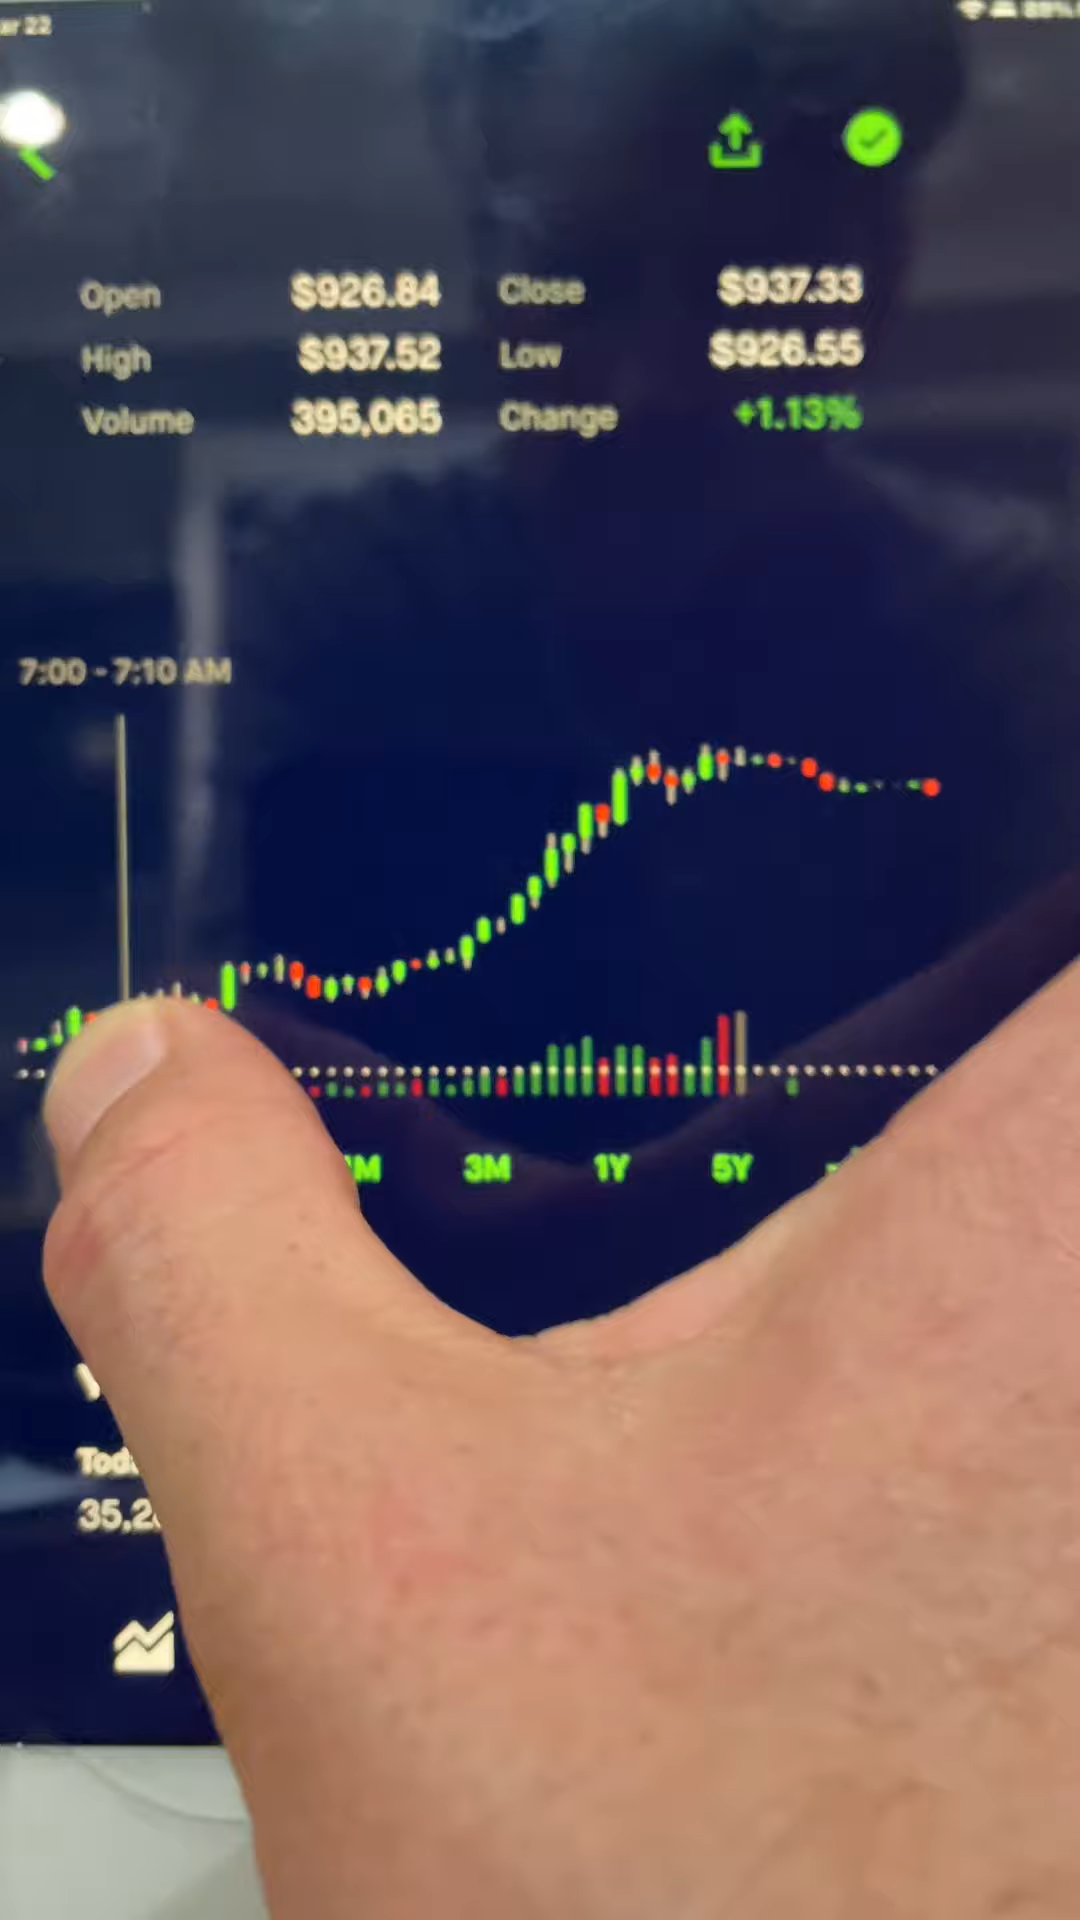 22
Open $926.84 Close $937.33
High $937.52 Low $926.55
Volume 395,065 Change +1.13%
7:00 - 7:10 AM
3M 1Y 5Y